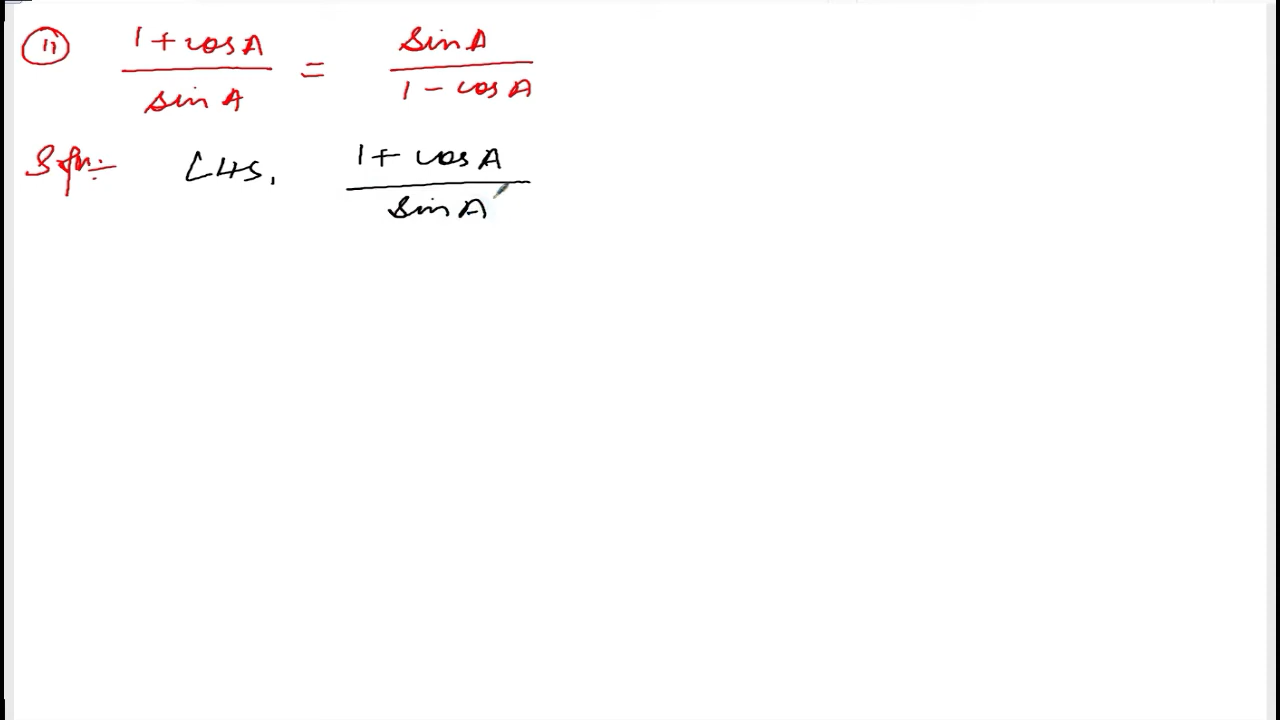 ii) (1 + cos A) / (sin A) = (sin A) / (1 - cos A)
Soln:- LHS. (1 + cos A) / (sin A)